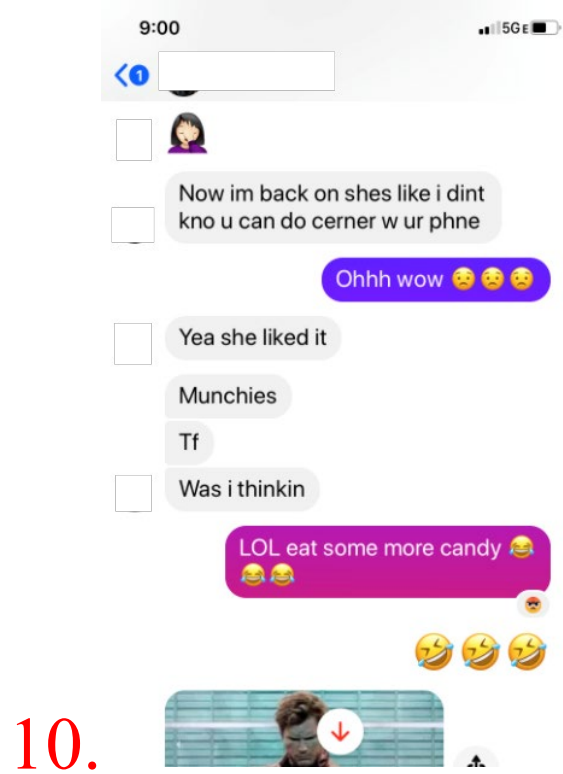 9:00
5GE
1
Now im back on shes like i dint
kno u can do cerner w ur phne
Ohhh wow 😟😟😟
Yea she liked it
Munchies
Tf
Was i thinkin
LOL eat some more candy 😂
😂😂
10.